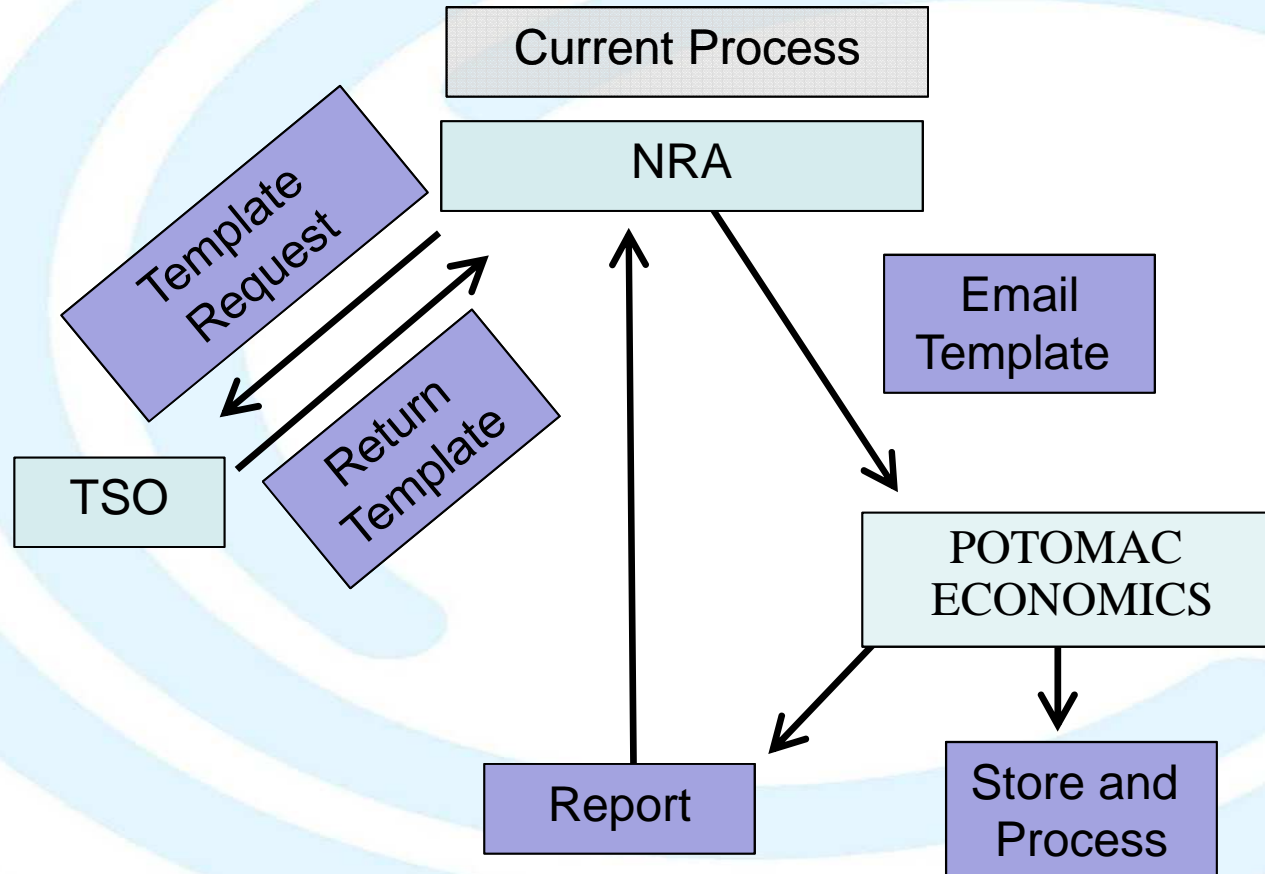 Current Process
NRA
Template
Request
Email
Template
Return
Template
TSO
POTOMAC
ECONOMICS
Report
Store and
Process